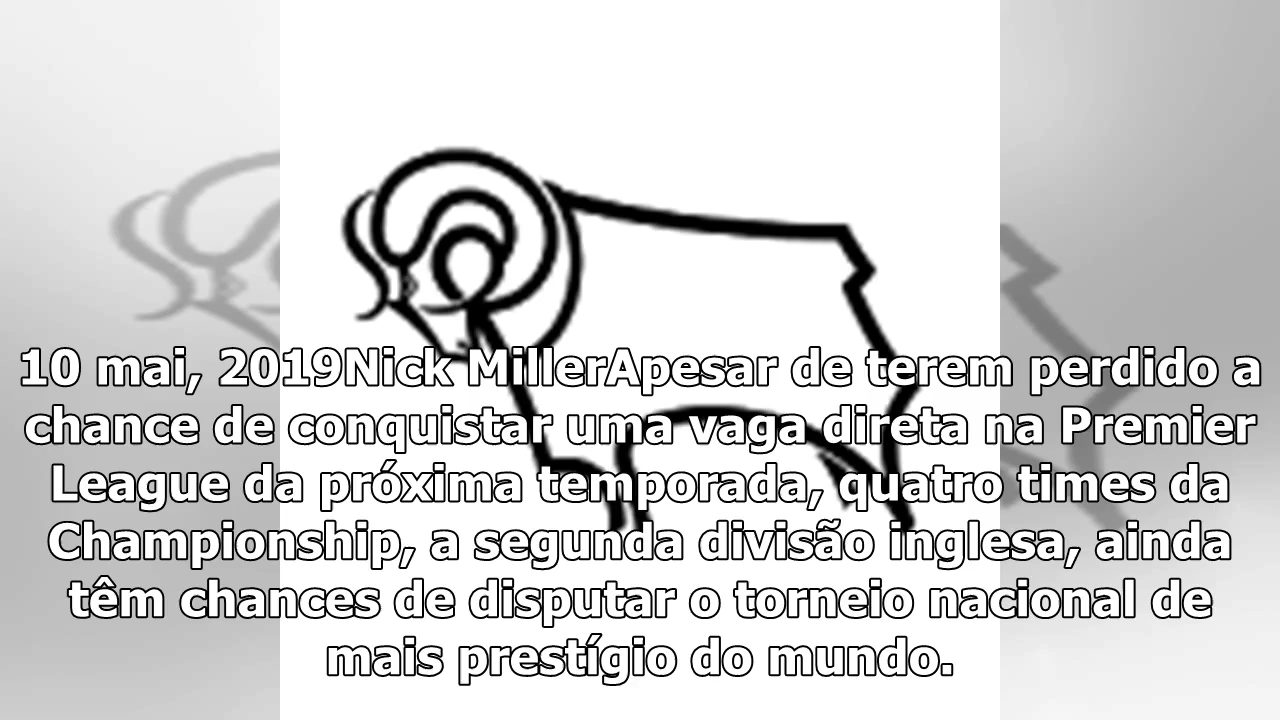 10 mai, 2019Nick MillerApesar de terem perdido a
chance de conquistar uma vaga direta na Premier
League da próxima temporada, quatro times da
Championship, a segunda divisão inglesa, ainda
têm chances de disputar o torneio nacional de
mais prestígio do mundo.